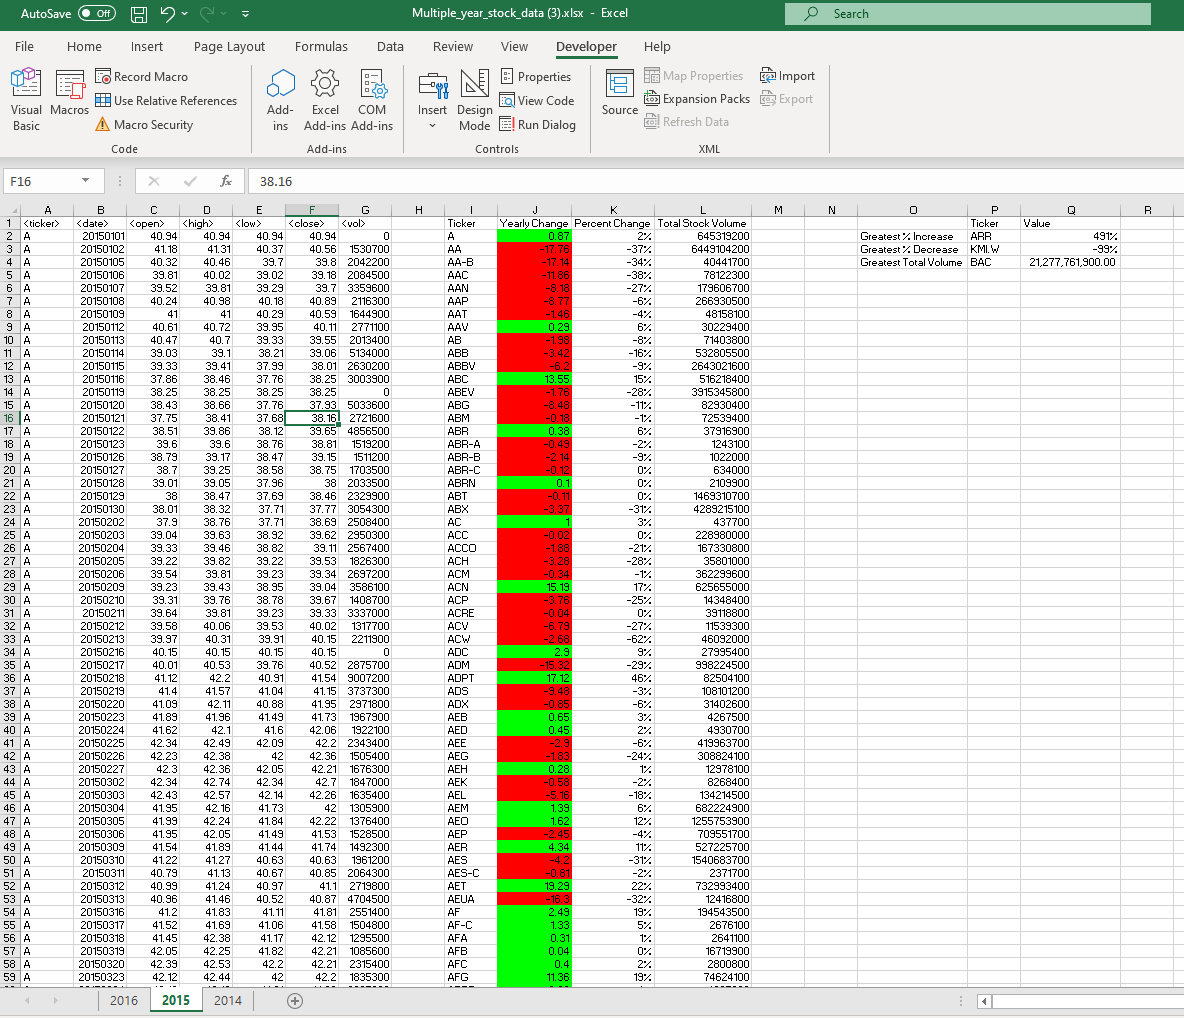 AutoSave Off Multiple_year_stock_data (3).xlsx - Excel Search
File Home Insert Page Layout Formulas Data Review View Developer Help
Visual Basic Macros Record Macro Use Relative References Macro Security Code
Add-ins Excel Add-ins COM Add-ins Add-ins
Insert Design Mode Properties View Code Run Dialog Controls
Source Map Properties Expansion Packs Refresh Data Import Export XML
F16 fx 38.16
A B C D E F G H I J K L M N O P Q R
1 <ticker> <date> <open> <high> <low> <close> <vol> Ticker Yearly Change Percent Change Total Stock Volume Ticker Value
2 A 20150101 40.94 40.94 40.94 40.94 0 A 0.87 2% 645319200 Greatest % Increase ARR 491%
3 A 20150102 41.18 41.31 40.37 40.56 1530700 AA -17.76 -37% 6449104200 Greatest % Decrease KMI.W -99%
4 A 20150105 40.32 40.46 39.7 39.8 2042200 AA-B -17.14 -34% 40441700 Greatest Total Volume BAC 21,277,761,900.00
5 A 20150106 39.81 40.02 39.02 39.18 2084500 AAC -11.86 -38% 78122300
6 A 20150107 39.52 39.81 39.29 39.7 3359600 AAN -8.18 -27% 179606700
7 A 20150108 40.24 40.98 40.18 40.89 2116300 AAP -9.77 -6% 266930500
8 A 20150109 41 41 40.29 40.59 1644900 AAT -1.46 -4% 48158100
9 A 20150112 40.61 40.72 39.95 40.11 2771100 AAV 0.29 6% 30229400
10 A 20150113 40.47 40.7 39.33 39.55 2013400 AB -1.98 -8% 71403800
11 A 20150114 39.03 39.1 38.21 39.06 5134000 ABB -3.42 -16% 532805500
12 A 20150115 39.33 39.41 37.99 38.01 2630200 ABBV -6.2 -9% 2643021600
13 A 20150116 37.86 38.46 37.76 38.25 3003900 ABC 13.55 15% 516218400
14 A 20150119 38.25 38.25 38.25 38.25 0 ABEV -1.76 -28% 3915345800
15 A 20150120 38.43 38.66 37.76 37.93 5033600 ABG -8.48 -11% 82930400
16 A 20150121 37.75 38.41 37.68 38.16 2721600 ABM -0.18 -1% 72539400
17 A 20150122 38.51 39.86 38.12 39.65 4856500 ABR 0.38 6% 37916900
18 A 20150123 39.6 39.6 38.76 38.81 1519200 ABR-A -0.49 -2% 1243100
19 A 20150126 38.79 39.17 38.47 39.15 1511200 ABR-B -2.14 -9% 1022000
20 A 20150127 38.7 39.25 38.58 38.75 1703500 ABR-C -0.12 0% 634000
21 A 20150128 39.01 39.05 37.96 38 2033500 ABRN 0.1 0% 2109900
22 A 20150129 38 38.47 37.69 38.46 2329900 ABT -0.11 0% 1469310700
23 A 20150130 38.01 38.32 37.71 37.77 3054300 ABX -3.37 -31% 4289215100
24 A 20150202 37.9 38.76 37.71 38.69 2508400 AC 1 3% 437700
25 A 20150203 39.04 39.63 38.92 39.62 2950300 ACC -0.02 0% 228980000
26 A 20150204 39.33 39.46 38.82 39.11 2567400 ACCO -1.88 -21% 167330800
27 A 20150205 39.22 39.82 39.22 39.53 1826300 ACH -3.28 -28% 35801000
28 A 20150206 39.54 39.81 39.23 39.34 2697200 ACM -0.34 -1% 362299600
29 A 20150209 39.23 39.43 38.95 39.04 3586100 ACN 15.19 17% 625655000
30 A 20150210 39.31 39.76 38.78 39.67 1408700 ACP -3.76 -25% 14348400
31 A 20150211 39.64 39.81 39.23 39.33 3337000 ACRE -0.04 0% 39118800
32 A 20150212 39.58 40.06 39.53 40.02 1317700 ACV -6.79 -27% 11539300
33 A 20150213 39.97 40.31 39.91 40.15 2211900 ACW -2.68 -62% 46092000
34 A 20150216 40.15 40.15 40.15 40.15 0 ADC 2.9 9% 27995400
35 A 20150217 40.01 40.53 39.76 40.52 2875700 ADM -15.32 -29% 998224500
36 A 20150218 41.12 42.2 40.91 41.54 9007200 ADPT 17.12 46% 82504100
37 A 20150219 41.4 41.57 41.04 41.15 3737300 ADS -9.48 -3% 108101200
38 A 20150220 41.09 42.11 40.88 41.95 2971800 ADX -0.85 -6% 31402600
39 A 20150223 41.89 41.96 41.49 41.73 1967900 AEB 0.65 3% 4267500
40 A 20150224 41.62 42.1 41.6 42.06 1922100 AED 0.45 2% 4930700
41 A 20150225 42.34 42.49 42.09 42.2 2343400 AEE -2.9 -6% 419963700
42 A 20150226 42.23 42.38 42 42.36 1505400 AEG -1.83 -24% 308824100
43 A 20150227 42.3 42.36 42.05 42.21 1676300 AEH 0.28 1% 12978100
44 A 20150302 42.34 42.74 42.34 42.7 1847000 AEK -0.58 -2% 8268400
45 A 20150303 42.43 42.57 42.14 42.26 1635400 AEL -5.16 -18% 134214500
46 A 20150304 41.95 42.16 41.73 42 1305900 AEM 1.39 6% 682224900
47 A 20150305 41.99 42.24 41.84 42.22 1376400 AEO 1.62 12% 1255753900
48 A 20150306 41.95 42.05 41.49 41.53 1528500 AEP -2.45 -4% 709551700
49 A 20150309 41.54 41.89 41.44 41.74 1492300 AER 4.34 11% 527225700
50 A 20150310 41.22 41.27 40.63 40.63 1961200 AES -4.2 -31% 1540683700
51 A 20150311 40.79 41.13 40.67 40.85 2064300 AES-C -0.81 -2% 2371700
52 A 20150312 40.99 41.24 40.97 41.1 2719800 AET 19.29 22% 732993400
53 A 20150313 40.96 41.46 40.52 40.87 4704500 AEUA -16.3 -32% 12416800
54 A 20150316 41.2 41.83 41.11 41.81 2551400 AF 2.49 19% 194543500
55 A 20150317 41.52 41.69 41.06 41.58 1504800 AF-C 1.33 5% 2676100
56 A 20150318 41.45 42.38 41.17 42.12 1295500 AFA 0.31 1% 2641100
57 A 20150319 42.05 42.25 41.82 42.21 1085600 AFB 0.04 0% 16719300
58 A 20150320 42.39 42.53 42.2 42.21 2315400 AFC 0.4 2% 2800800
59 A 20150323 42.12 42.44 42 42.2 1835300 AFG 11.36 19% 74624100
2016 2015 2014